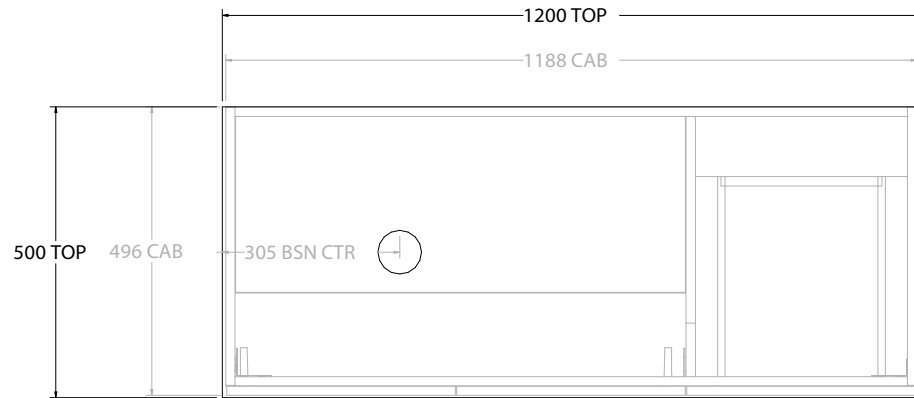 1200 TOP
1188 CAB
500 TOP
496 CAB
305 BSN CTR